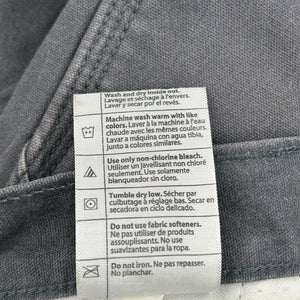 Wash and dry inside out.
Lavage et séchage à l'envers.
Lavar y secar por el revés.
Machine wash warm with like
colors. Laver à la machine à l'eau
chaude avec les mêmes couleurs.
Lavar a máquina con agua tibia,
junto a colores similares.
Use only non-chlorine bleach.
Utiliser un javellisant non chloré
seulement. Use solamente
blanqueador sin cloro.
Tumble dry low. Sécher par
culbutage à réglage bas. Secar en
secadora en ciclo delicado.
Do not use fabric softeners.
Ne pas utiliser de produits
assouplissants. No use
suavizantes para la ropa.
Do not iron. Ne pas repasser.
No planchar.